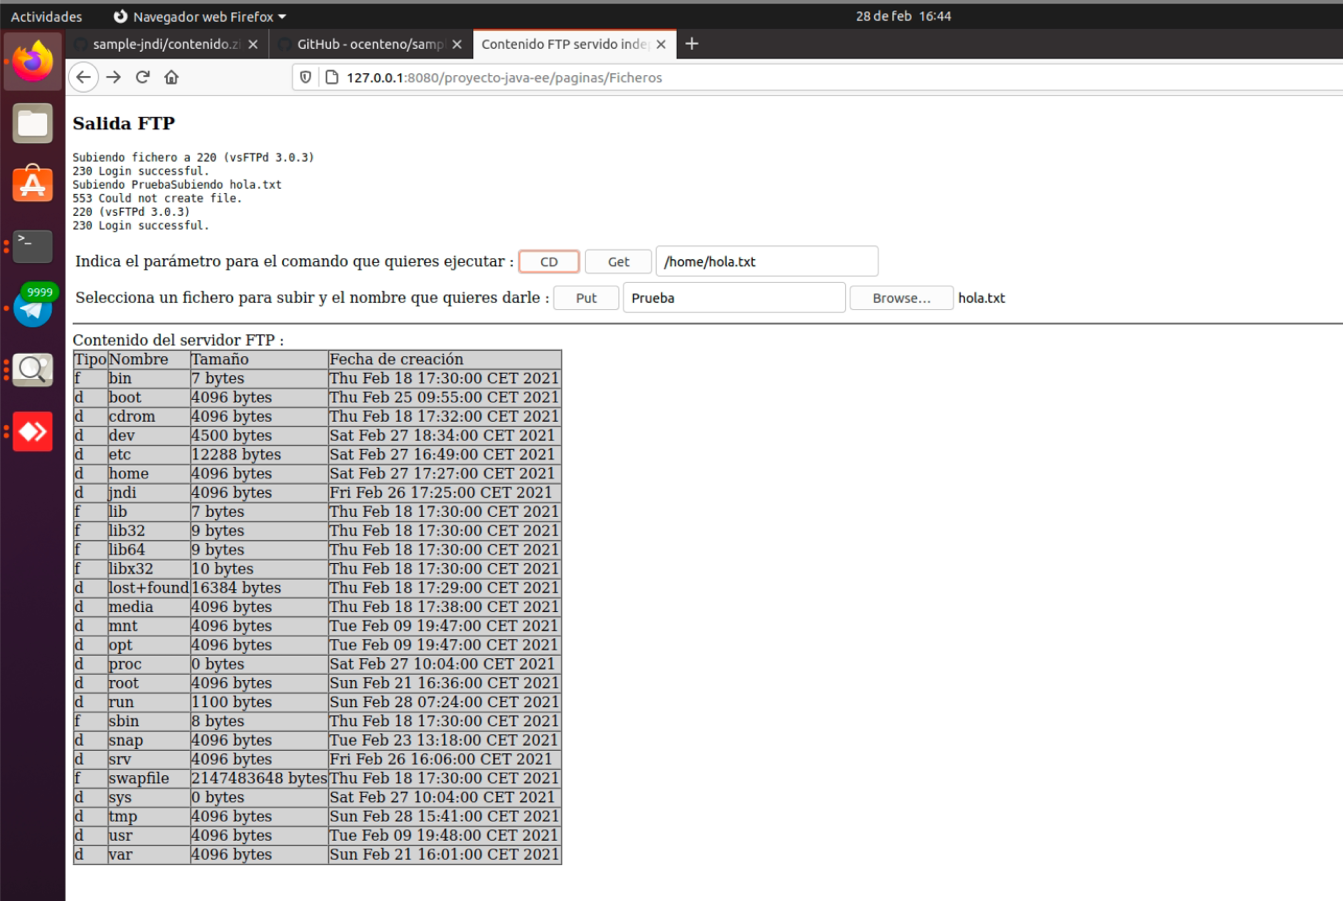 Actividades Navegador web Firefox 28 de feb 16:44
sample-jndi/contenido.z GitHub - ocenteno/samp Contenido FTP servido inde
127.0.0.1:8080/proyecto-java-ee/paginas/Ficheros
Salida FTP
Subiendo fichero a 220 (vsFTPd 3.0.3)
230 Login successful.
Subiendo PruebaSubiendo hola.txt
553 Could not create file.
220 (vsFTPd 3.0.3)
230 Login successful.
Indica el parámetro para el comando que quieres ejecutar : CD Get /home/hola.txt
Selecciona un fichero para subir y el nombre que quieres darle : Put Prueba Browse... hola.txt
9999
Contenido del servidor FTP :
Tipo Nombre Tamaño Fecha de creación
f bin 7 bytes Thu Feb 18 17:30:00 CET 2021
d boot 4096 bytes Thu Feb 25 09:55:00 CET 2021
d cdrom 4096 bytes Thu Feb 18 17:32:00 CET 2021
d dev 4500 bytes Sat Feb 27 18:34:00 CET 2021
d etc 12288 bytes Sat Feb 27 16:49:00 CET 2021
d home 4096 bytes Sat Feb 27 17:27:00 CET 2021
d jndi 4096 bytes Fri Feb 26 17:25:00 CET 2021
f lib 7 bytes Thu Feb 18 17:30:00 CET 2021
f lib32 9 bytes Thu Feb 18 17:30:00 CET 2021
f lib64 9 bytes Thu Feb 18 17:30:00 CET 2021
f libx32 10 bytes Thu Feb 18 17:30:00 CET 2021
d lost+found 16384 bytes Thu Feb 18 17:29:00 CET 2021
d media 4096 bytes Thu Feb 18 17:38:00 CET 2021
d mnt 4096 bytes Tue Feb 09 19:47:00 CET 2021
d opt 4096 bytes Tue Feb 09 19:47:00 CET 2021
d proc 0 bytes Sat Feb 27 10:04:00 CET 2021
d root 4096 bytes Sun Feb 21 16:36:00 CET 2021
d run 1100 bytes Sun Feb 28 07:24:00 CET 2021
f sbin 8 bytes Thu Feb 18 17:30:00 CET 2021
d snap 4096 bytes Tue Feb 23 13:18:00 CET 2021
d srv 4096 bytes Fri Feb 26 16:06:00 CET 2021
f swapfile 2147483648 bytes Thu Feb 18 17:30:00 CET 2021
d sys 0 bytes Sat Feb 27 10:04:00 CET 2021
d tmp 4096 bytes Sun Feb 28 15:41:00 CET 2021
d usr 4096 bytes Tue Feb 09 19:48:00 CET 2021
d var 4096 bytes Sun Feb 21 16:01:00 CET 2021